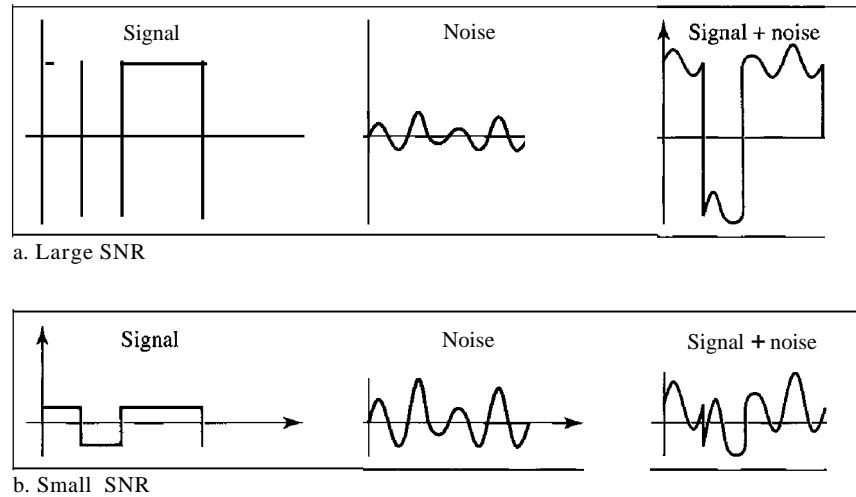 Signal Noise Signal + noise
a. Large SNR
Signal Noise Signal + noise
b. Small SNR